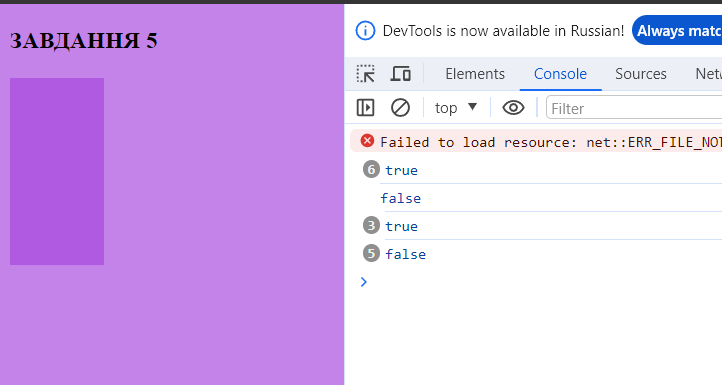 ЗАВДАННЯ 5
DevTools is now available in Russian!
Always matc
Elements Console Sources Net
top Filter
Failed to load resource: net::ERR_FILE_NOT
6 true
false
3 true
5 false